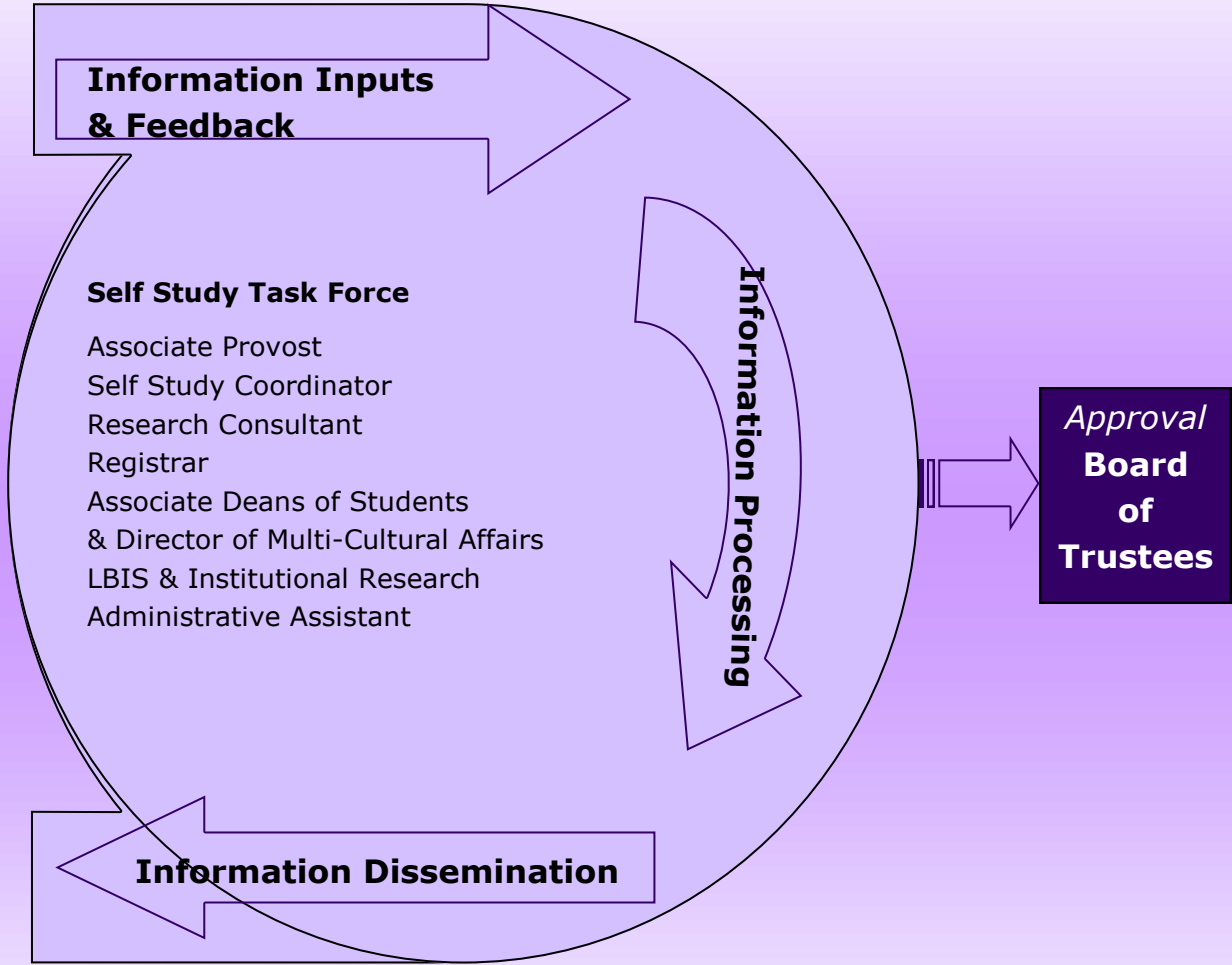 Information Inputs
& Feedback
Self Study Task Force
Associate Provost
Self Study Coordinator
Research Consultant
Registrar
Associate Deans of Students
& Director of Multi-Cultural Affairs
LBIS & Institutional Research
Administrative Assistant
Information Processing
Approval
Board
of
Trustees
Information Dissemination